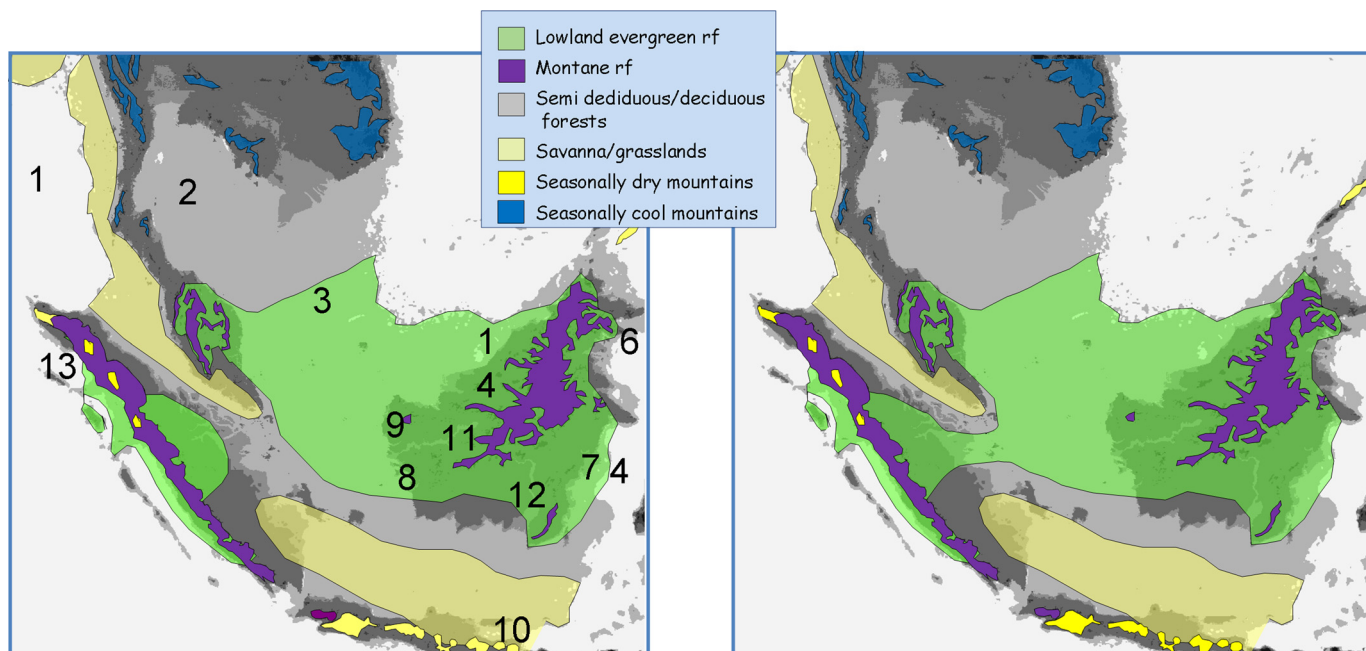 Lowland evergreen rf
Montane rf
Semi dediduous/deciduous
forests
Savanna/grasslands
Seasonally dry mountains
Seasonally cool mountains
1
2
3
1
6
13
4
9
11
8
7
4
12
10